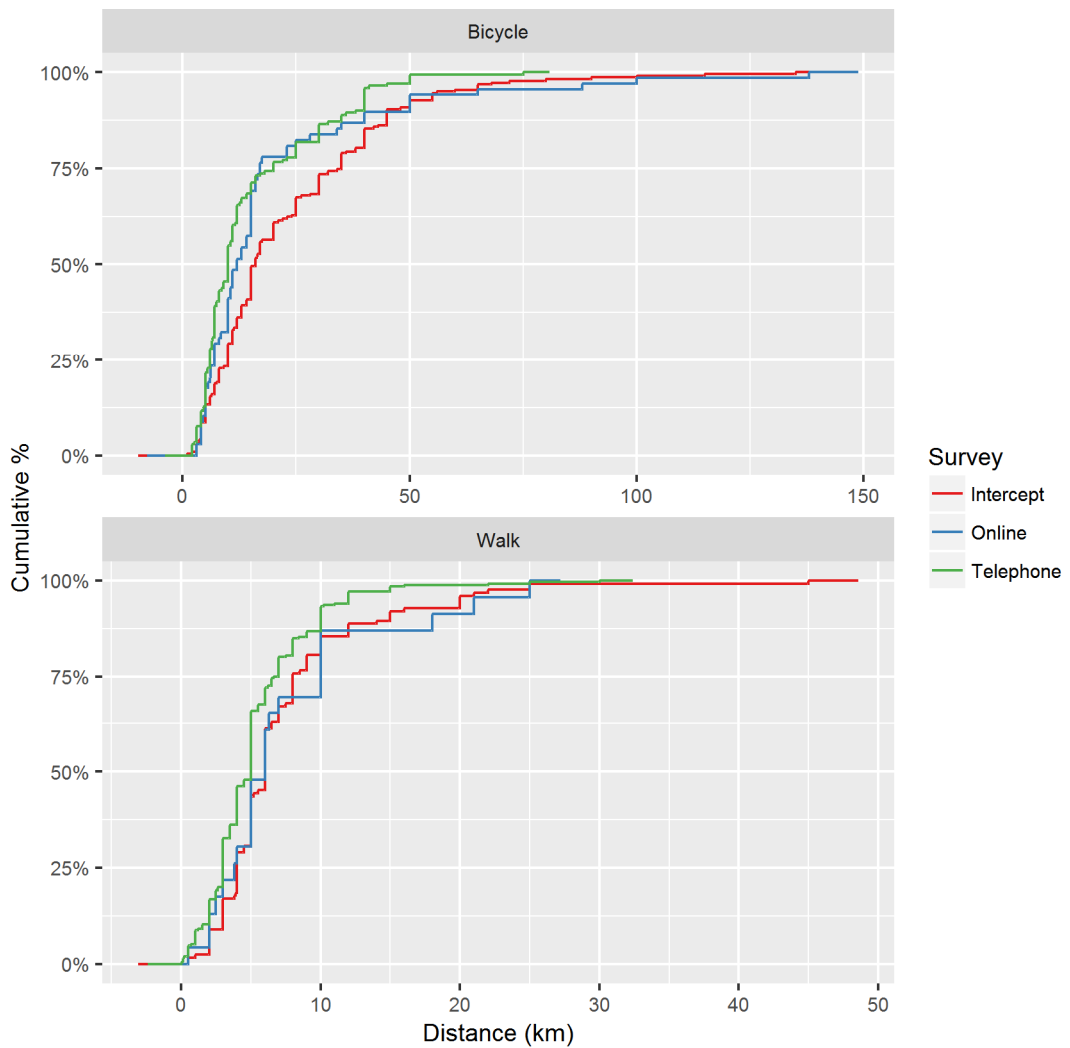 Bicycle
100%
75%
50%
25%
0%
0 50 100 150
Walk
100%
75%
50%
25%
0%
0 10 20 30 40 50
Distance (km)
Cumulative %
Survey
Intercept
Online
Telephone